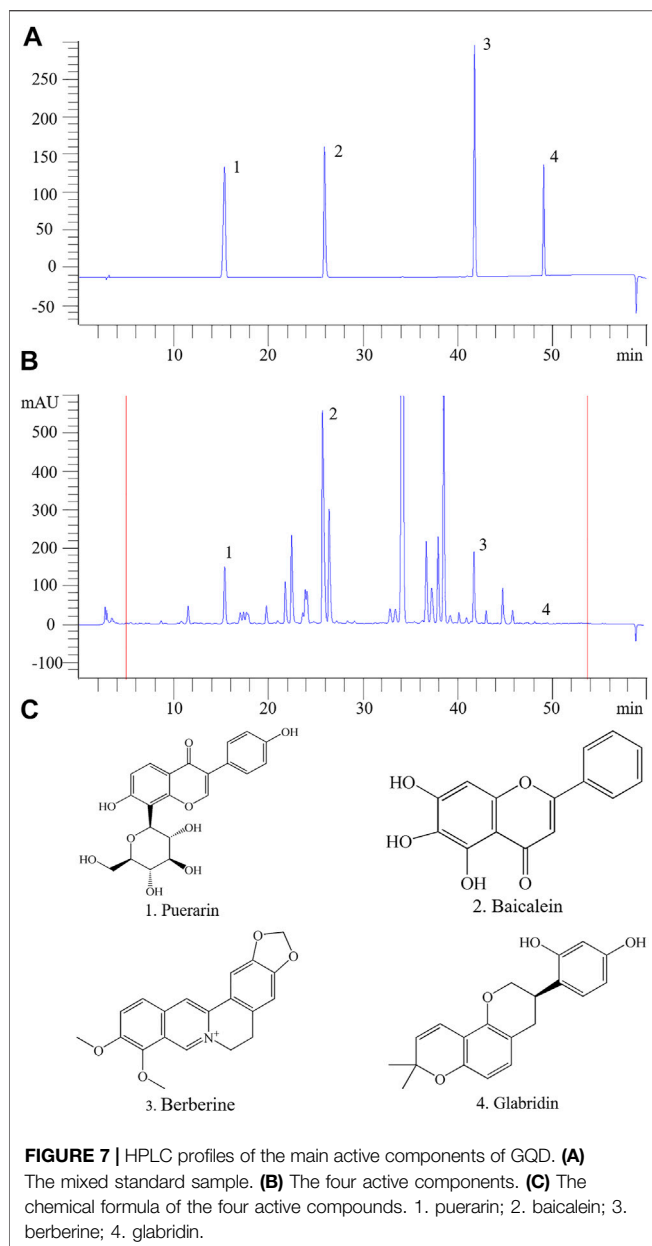 A
250
200
150
100
50
0
-50
1
2
3
4
10
20
30
40
50
min
B
mAU
500
400
300
200
100
0
-100
1
2
3
4
10
20
30
40
50
min
C
O
OH
HO
O
O
OH
HO
OH
OH
1. Puerarin
HO
O
HO
OH
O
2. Baicalein
O
O
N+
O
O
3. Berberine
HO
OH
O
O
4. Glabridin
FIGURE 7 | HPLC profiles of the main active components of GQD. (A)
The mixed standard sample. (B) The four active components. (C) The
chemical formula of the four active compounds. 1. puerarin; 2. baicalein; 3.
berberine; 4. glabridin.